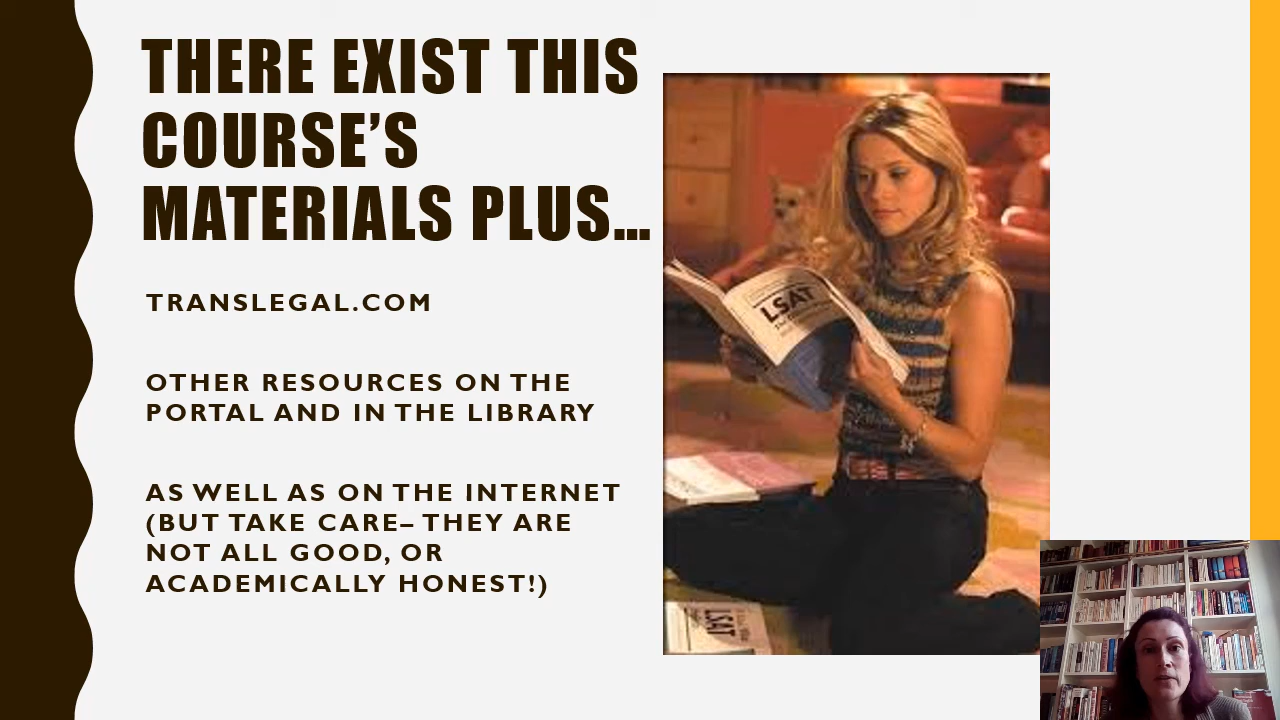 THERE EXIST THIS
COURSE’S
MATERIALS PLUS…
TRANSLEGAL.COM
OTHER RESOURCES ON THE
PORTAL AND IN THE LIBRARY
AS WELL AS ON THE INTERNET
(BUT TAKE CARE– THEY ARE
NOT ALL GOOD, OR
ACADEMICALLY HONEST!)
LSAT
LSAT